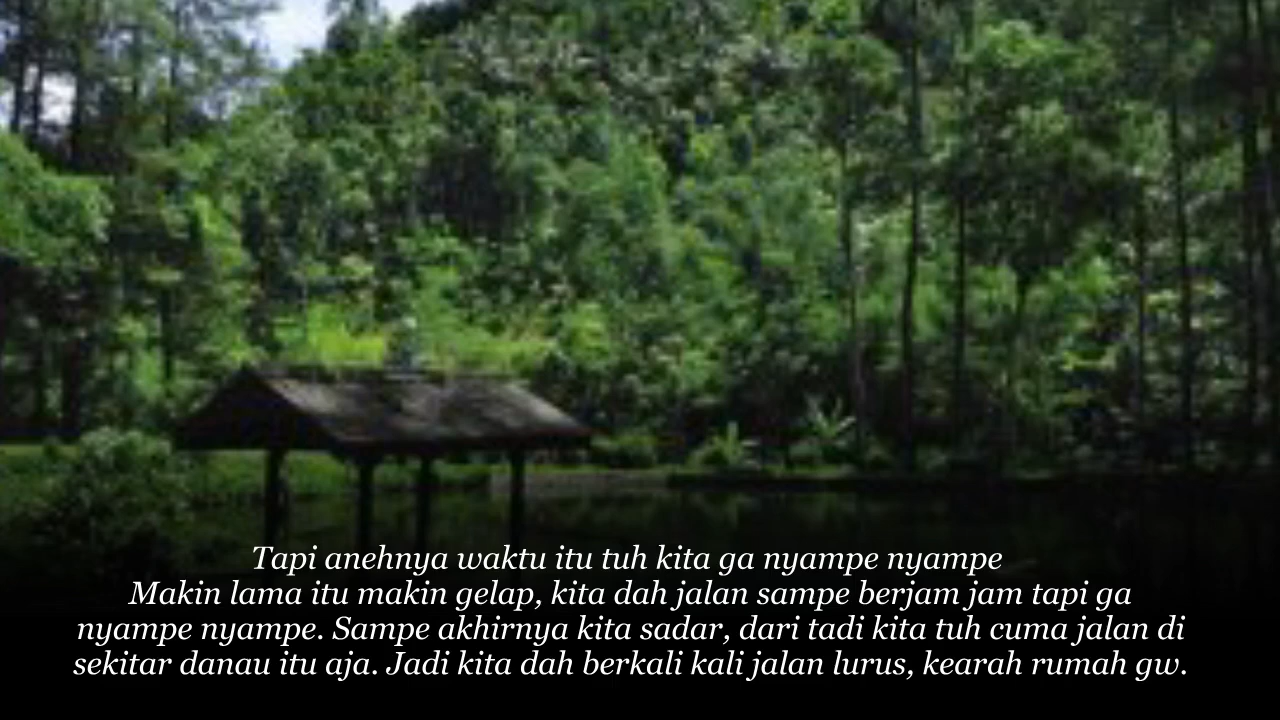 Tapi anehnya waktu itu tuh kita ga nyampe nyampe
Makin lama itu makin gelap, kita dah jalan sampe berjam jam tapi ga
nyampe nyampe. Sampe akhirnya kita sadar, dari tadi kita tuh cuma jalan di
sekitar danau itu aja. Jadi kita dah berkali kali jalan lurus, kearah rumah gw.